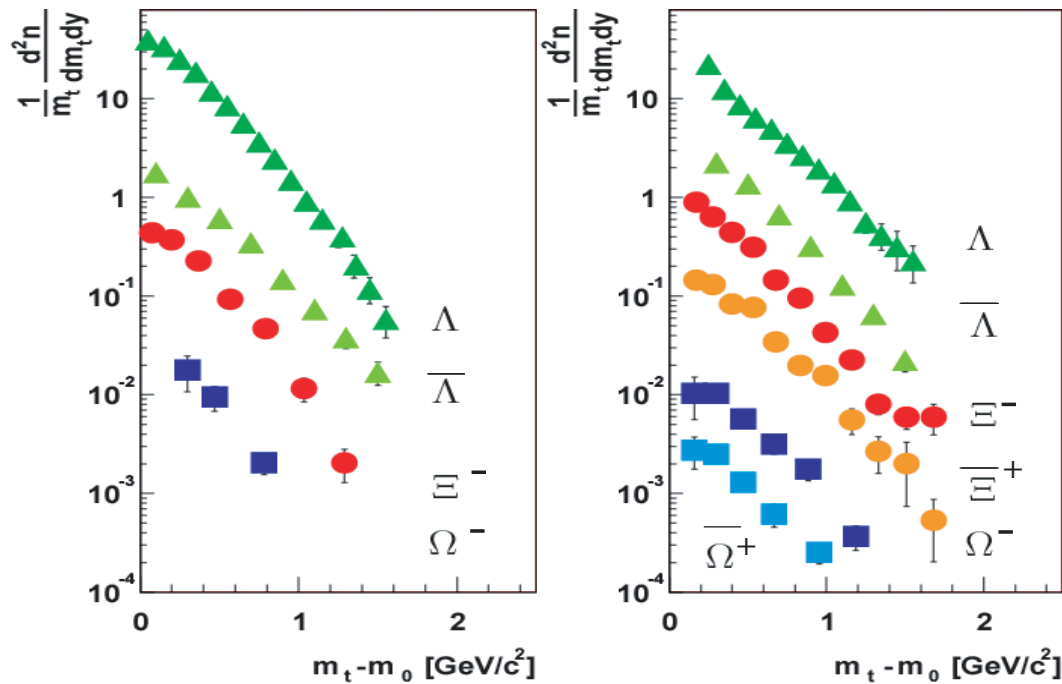 1/m_t d²n/dm_t dy
10
1
10⁻¹
10⁻²
10⁻³
10⁻⁴
0 1 2
m_t - m_0 [GeV/c²]
Λ
Λ̅
Ξ⁻
Ω⁻
1/m_t d²n/dm_t dy
10
1
10⁻¹
10⁻²
10⁻³
10⁻⁴
0 1 2
m_t - m_0 [GeV/c²]
Λ
Λ̅
Ξ⁻
Ξ̅⁺
Ω̅⁺
Ω⁻